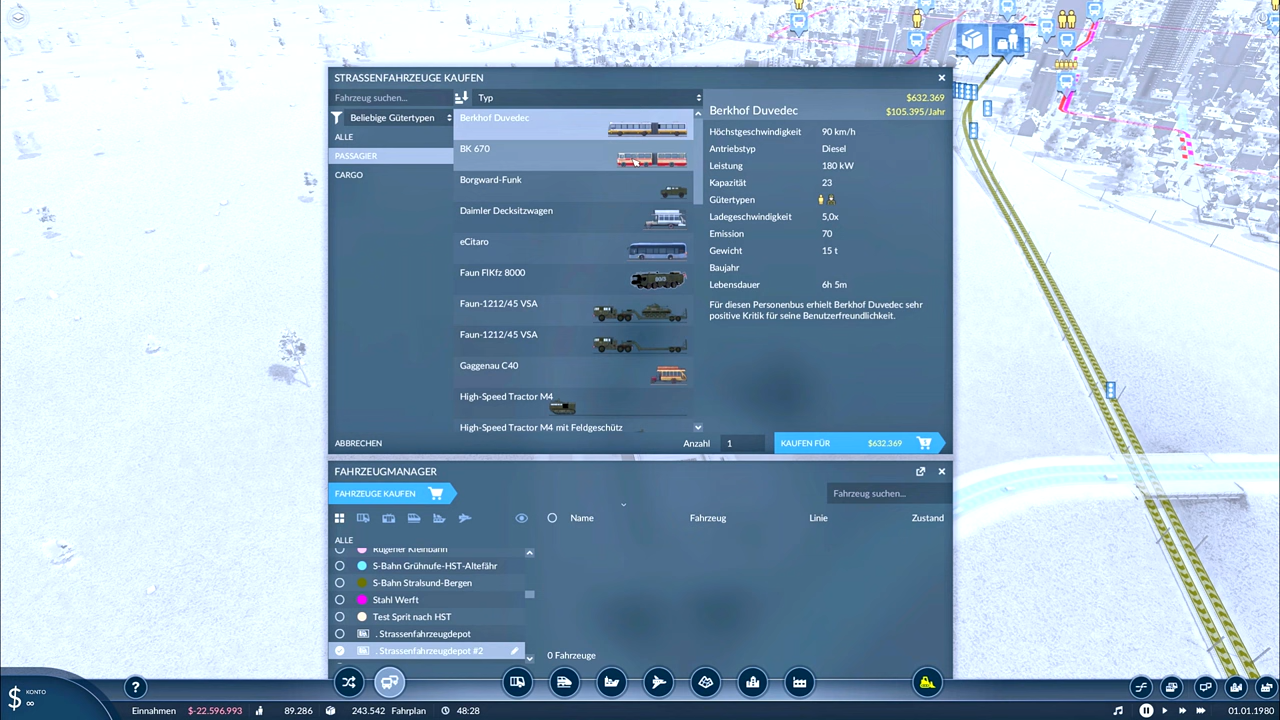 STRASSENFAHRZEUGE KAUFEN
Fahrzeug suchen...
Typ
Beliebige Gütertypen
ALLE
PASSAGIER
CARGO
Berkhof Duvedec
BK 670
Borgward-Funk
Daimler Decksitzwagen
eCitaro
Faun FlKfz 8000
Faun-1212/45 VSA
Faun-1212/45 VSA
Gaggenau C40
High-Speed Tractor M4
High-Speed Tractor M4 mit Feldgeschütz
$632.369
Berkhof Duvedec
$105.395/Jahr
Höchstgeschwindigkeit 90 km/h
Antriebstyp Diesel
Leistung 180 kW
Kapazität 23
Gütertypen
Ladegeschwindigkeit 5,0x
Emission 70
Gewicht 15 t
Baujahr
Lebensdauer 6h 5m
Für diesen Personenbus erhielt Berkhof Duvedec sehr
positive Kritik für seine Benutzerfreundlichkeit.
ABBRECHEN
Anzahl 1
KAUFEN FÜR $632.369
FAHRZEUGMANAGER
FAHRZEUGE KAUFEN
Fahrzeug suchen...
Name Fahrzeug Linie Zustand
ALLE
Rügener Kleinbahn
S-Bahn Grühnufe-HST-Altefähr
S-Bahn Stralsund-Bergen
Stahl Werft
Test Sprit nach HST
. Strassenfahrzeugdepot
. Strassenfahrzeugdepot #2
0 Fahrzeuge
$ KONTO
∞
?
Einnahmen $-22.596.993 89.286 243.542 Fahrplan 48:28
01.01.1980